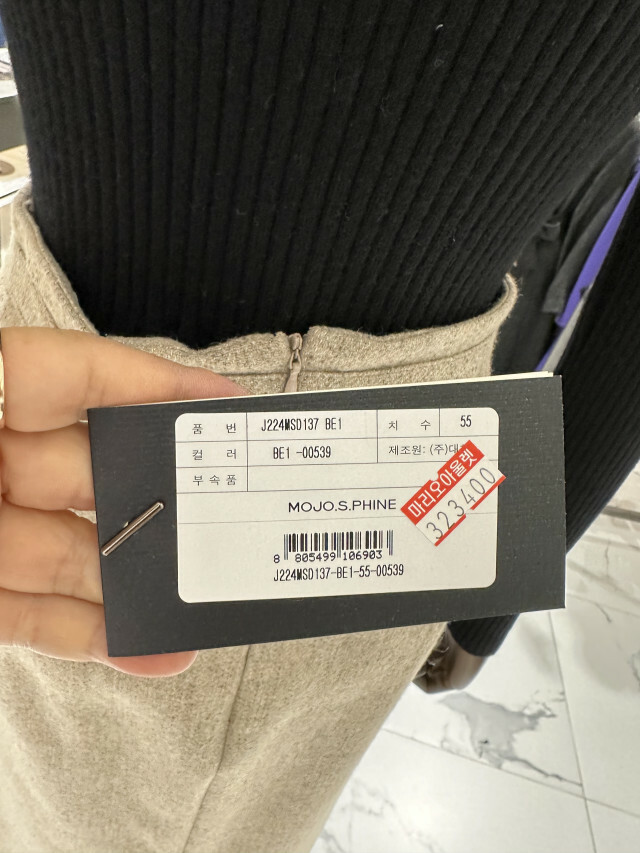 품 번 J224MSD137 BE1 치 수 55
컬 러 BE1 -00539 제조원: (주)대
부 속 품
마리오아울렛
323400
MOJO.S.PHINE
8 805499 106903
J224MSD137-BE1-55-00539